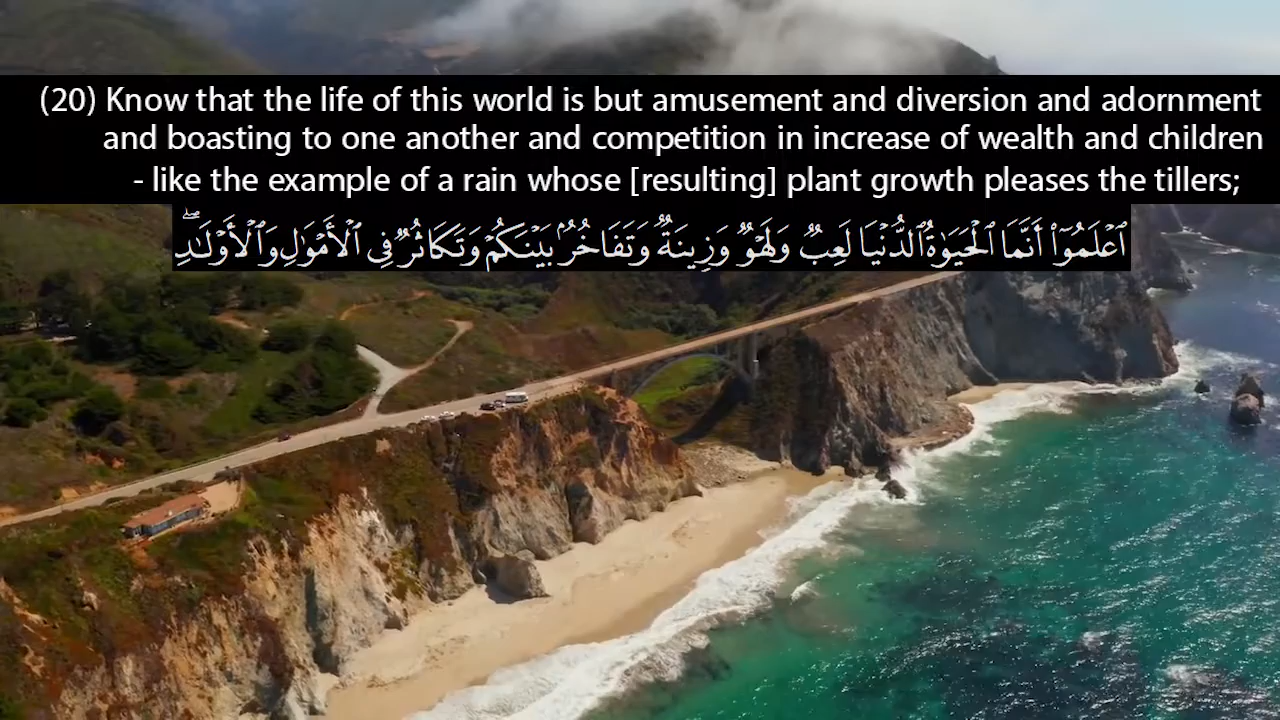 (20) Know that the life of this world is but amusement and diversion and adornment
and boasting to one another and competition in increase of wealth and children
- like the example of a rain whose [resulting] plant growth pleases the tillers;
ٱعْلَمُوٓا۟ أَنَّمَا ٱلْحَيَوٰةُ ٱلدُّنْيَا لَعِبٌ وَلَهْوٌ وَزِينَةٌ وَتَفَاخُرٌۢ بَيْنَكُمْ وَتَكَاثُرٌ فِى ٱلْأَمْوَٰلِ وَٱلْأَوْلَـٰدِ ۖ